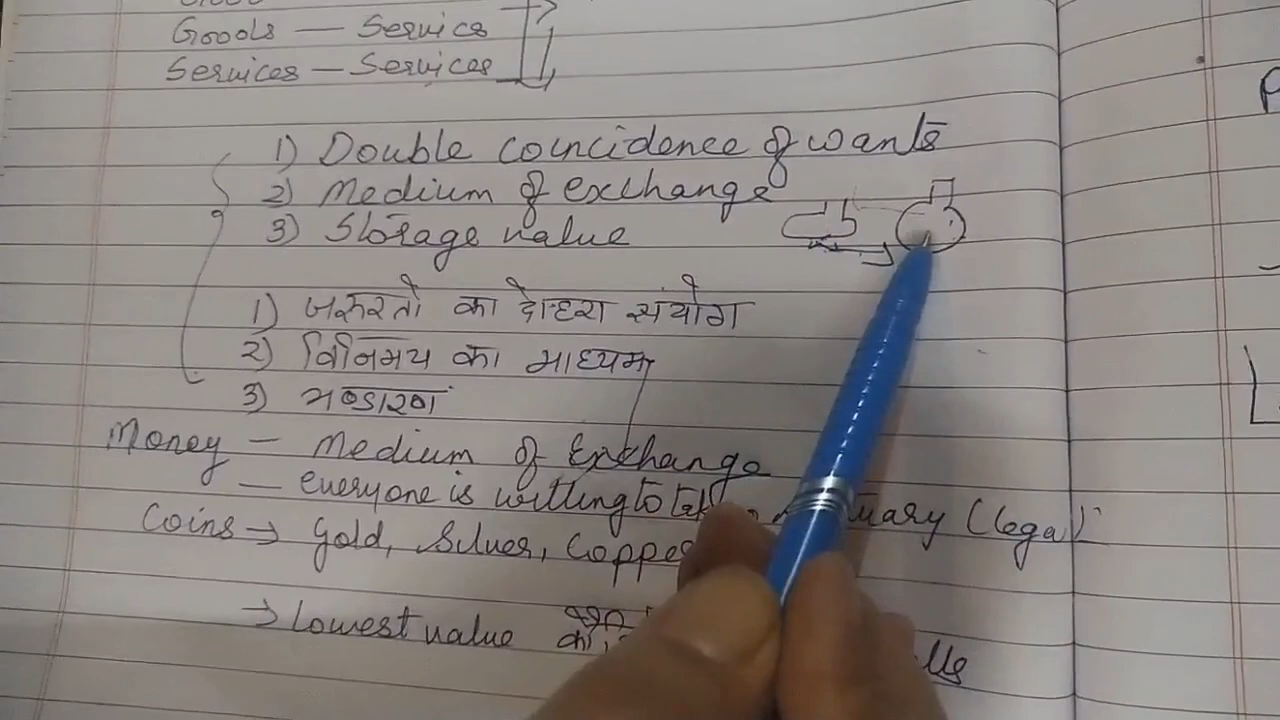 Goods — Service
Services — Services
1) Double coincidence of wants
2) Medium of exchange
3) Storage value
1) जरुरतो का दोहरा संयोग
2) विनिमय का माध्यम
3) भण्डारण
Money — Medium of Exchange
— everyone is willing to (legal)
Coins → Gold, Silver, Copper
→ Lowest value